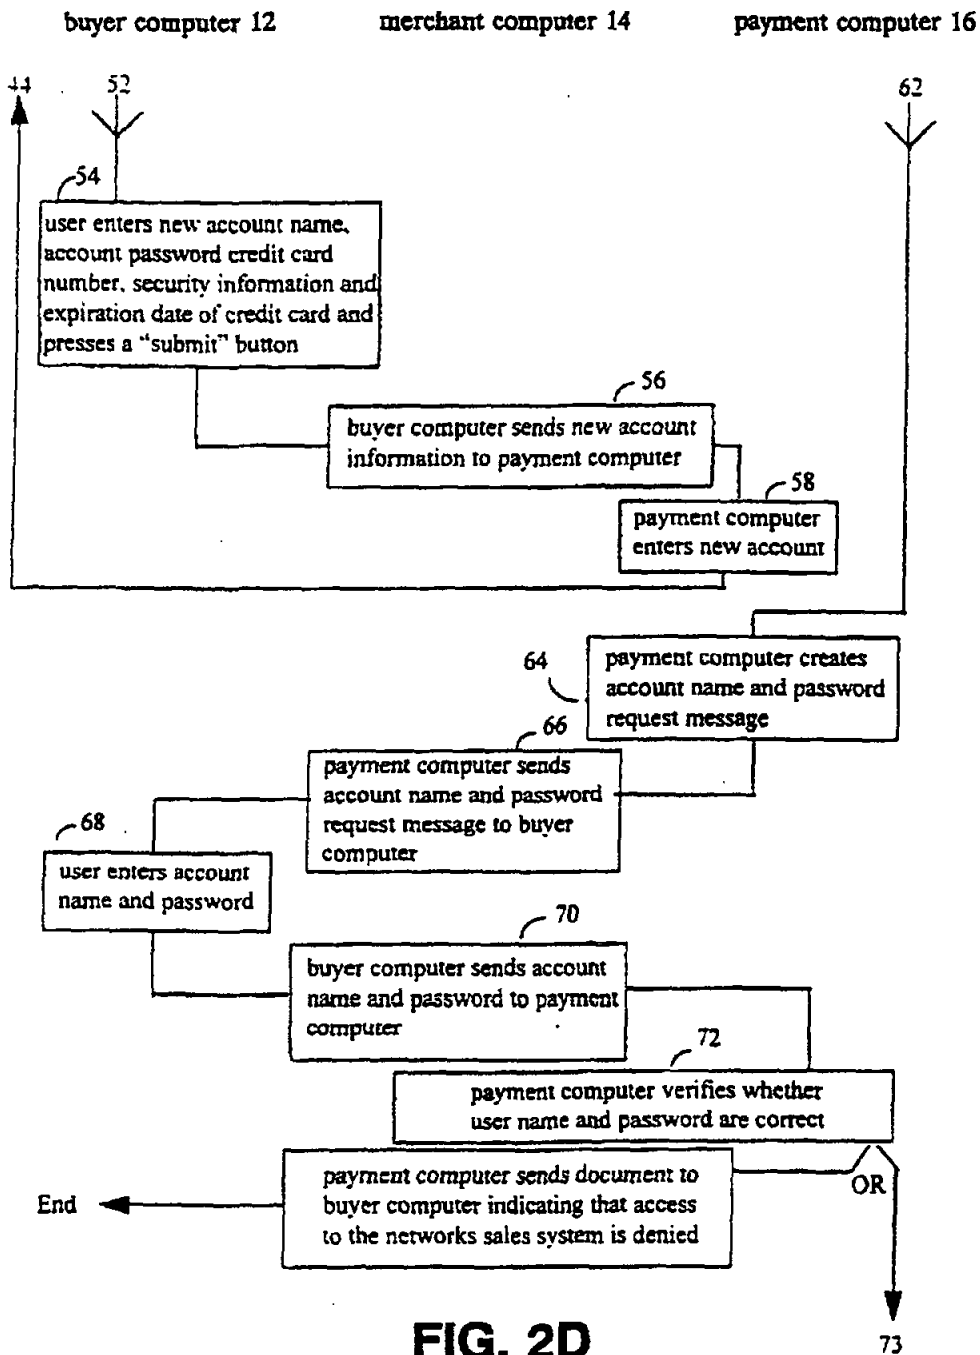 buyer computer 12 merchant computer 14 payment computer 16
44 52 62
54
user enters new account name,
account password credit card
number, security information and
expiration date of credit card and
presses a “submit” button
56
buyer computer sends new account
information to payment computer
58
payment computer
enters new account
64
payment computer creates
account name and password
request message
66
payment computer sends
account name and password
request message to buyer
computer
68
user enters account
name and password
70
buyer computer sends account
name and password to payment
computer
72
payment computer verifies whether
user name and password are correct
OR
payment computer sends document to
buyer computer indicating that access
to the networks sales system is denied
End
73
FIG. 2D